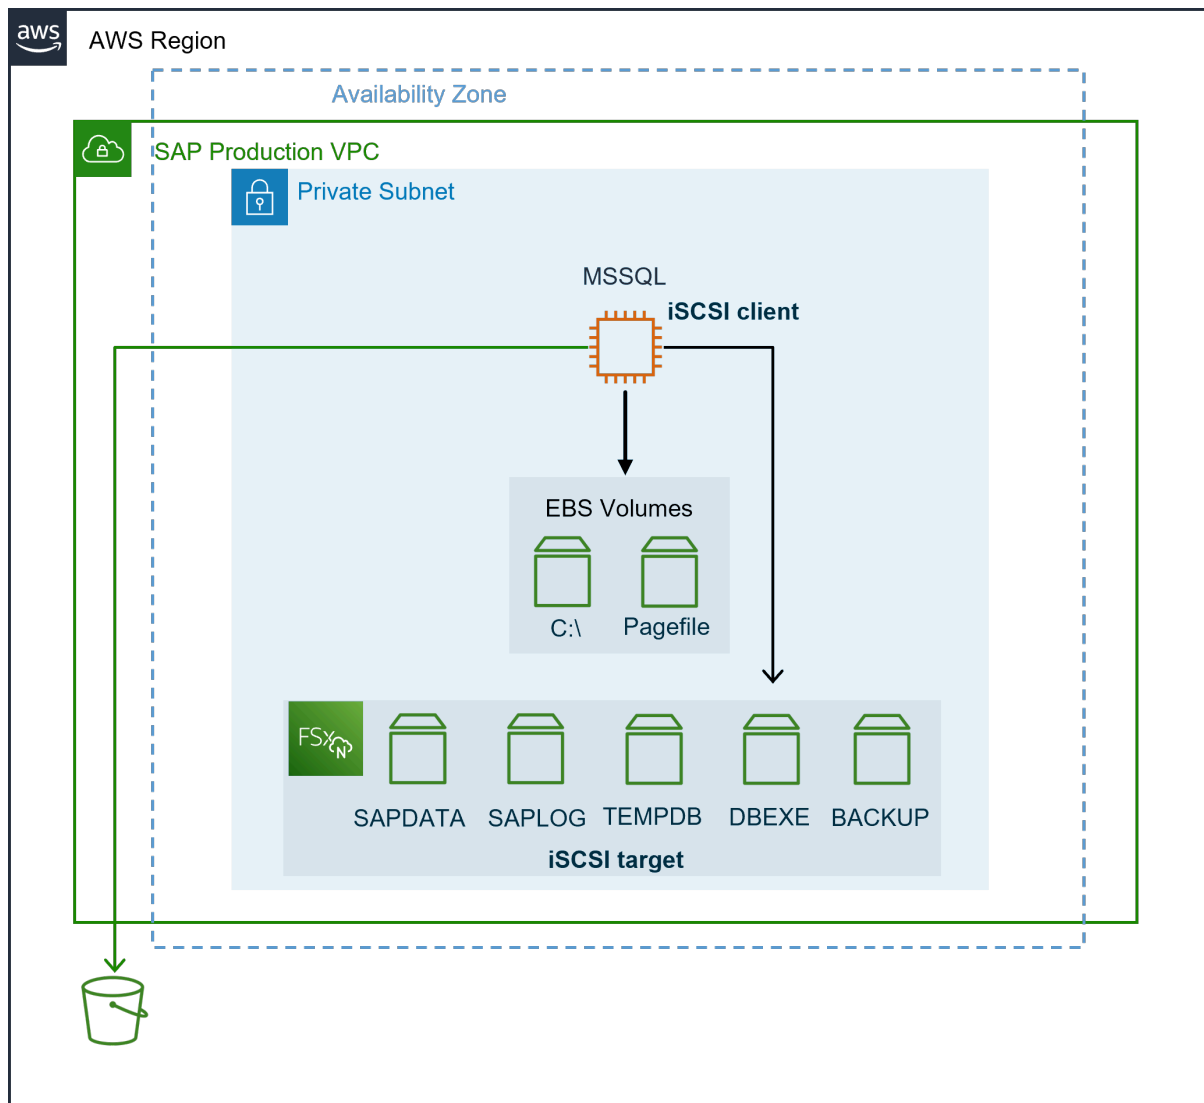 aws
AWS Region
Availability Zone
SAP Production VPC
Private Subnet
MSSQL
iSCSI client
EBS Volumes
C:\
Pagefile
FSx
N
SAPDATA
SAPLOG
TEMPDB
DBEXE
BACKUP
iSCSI target